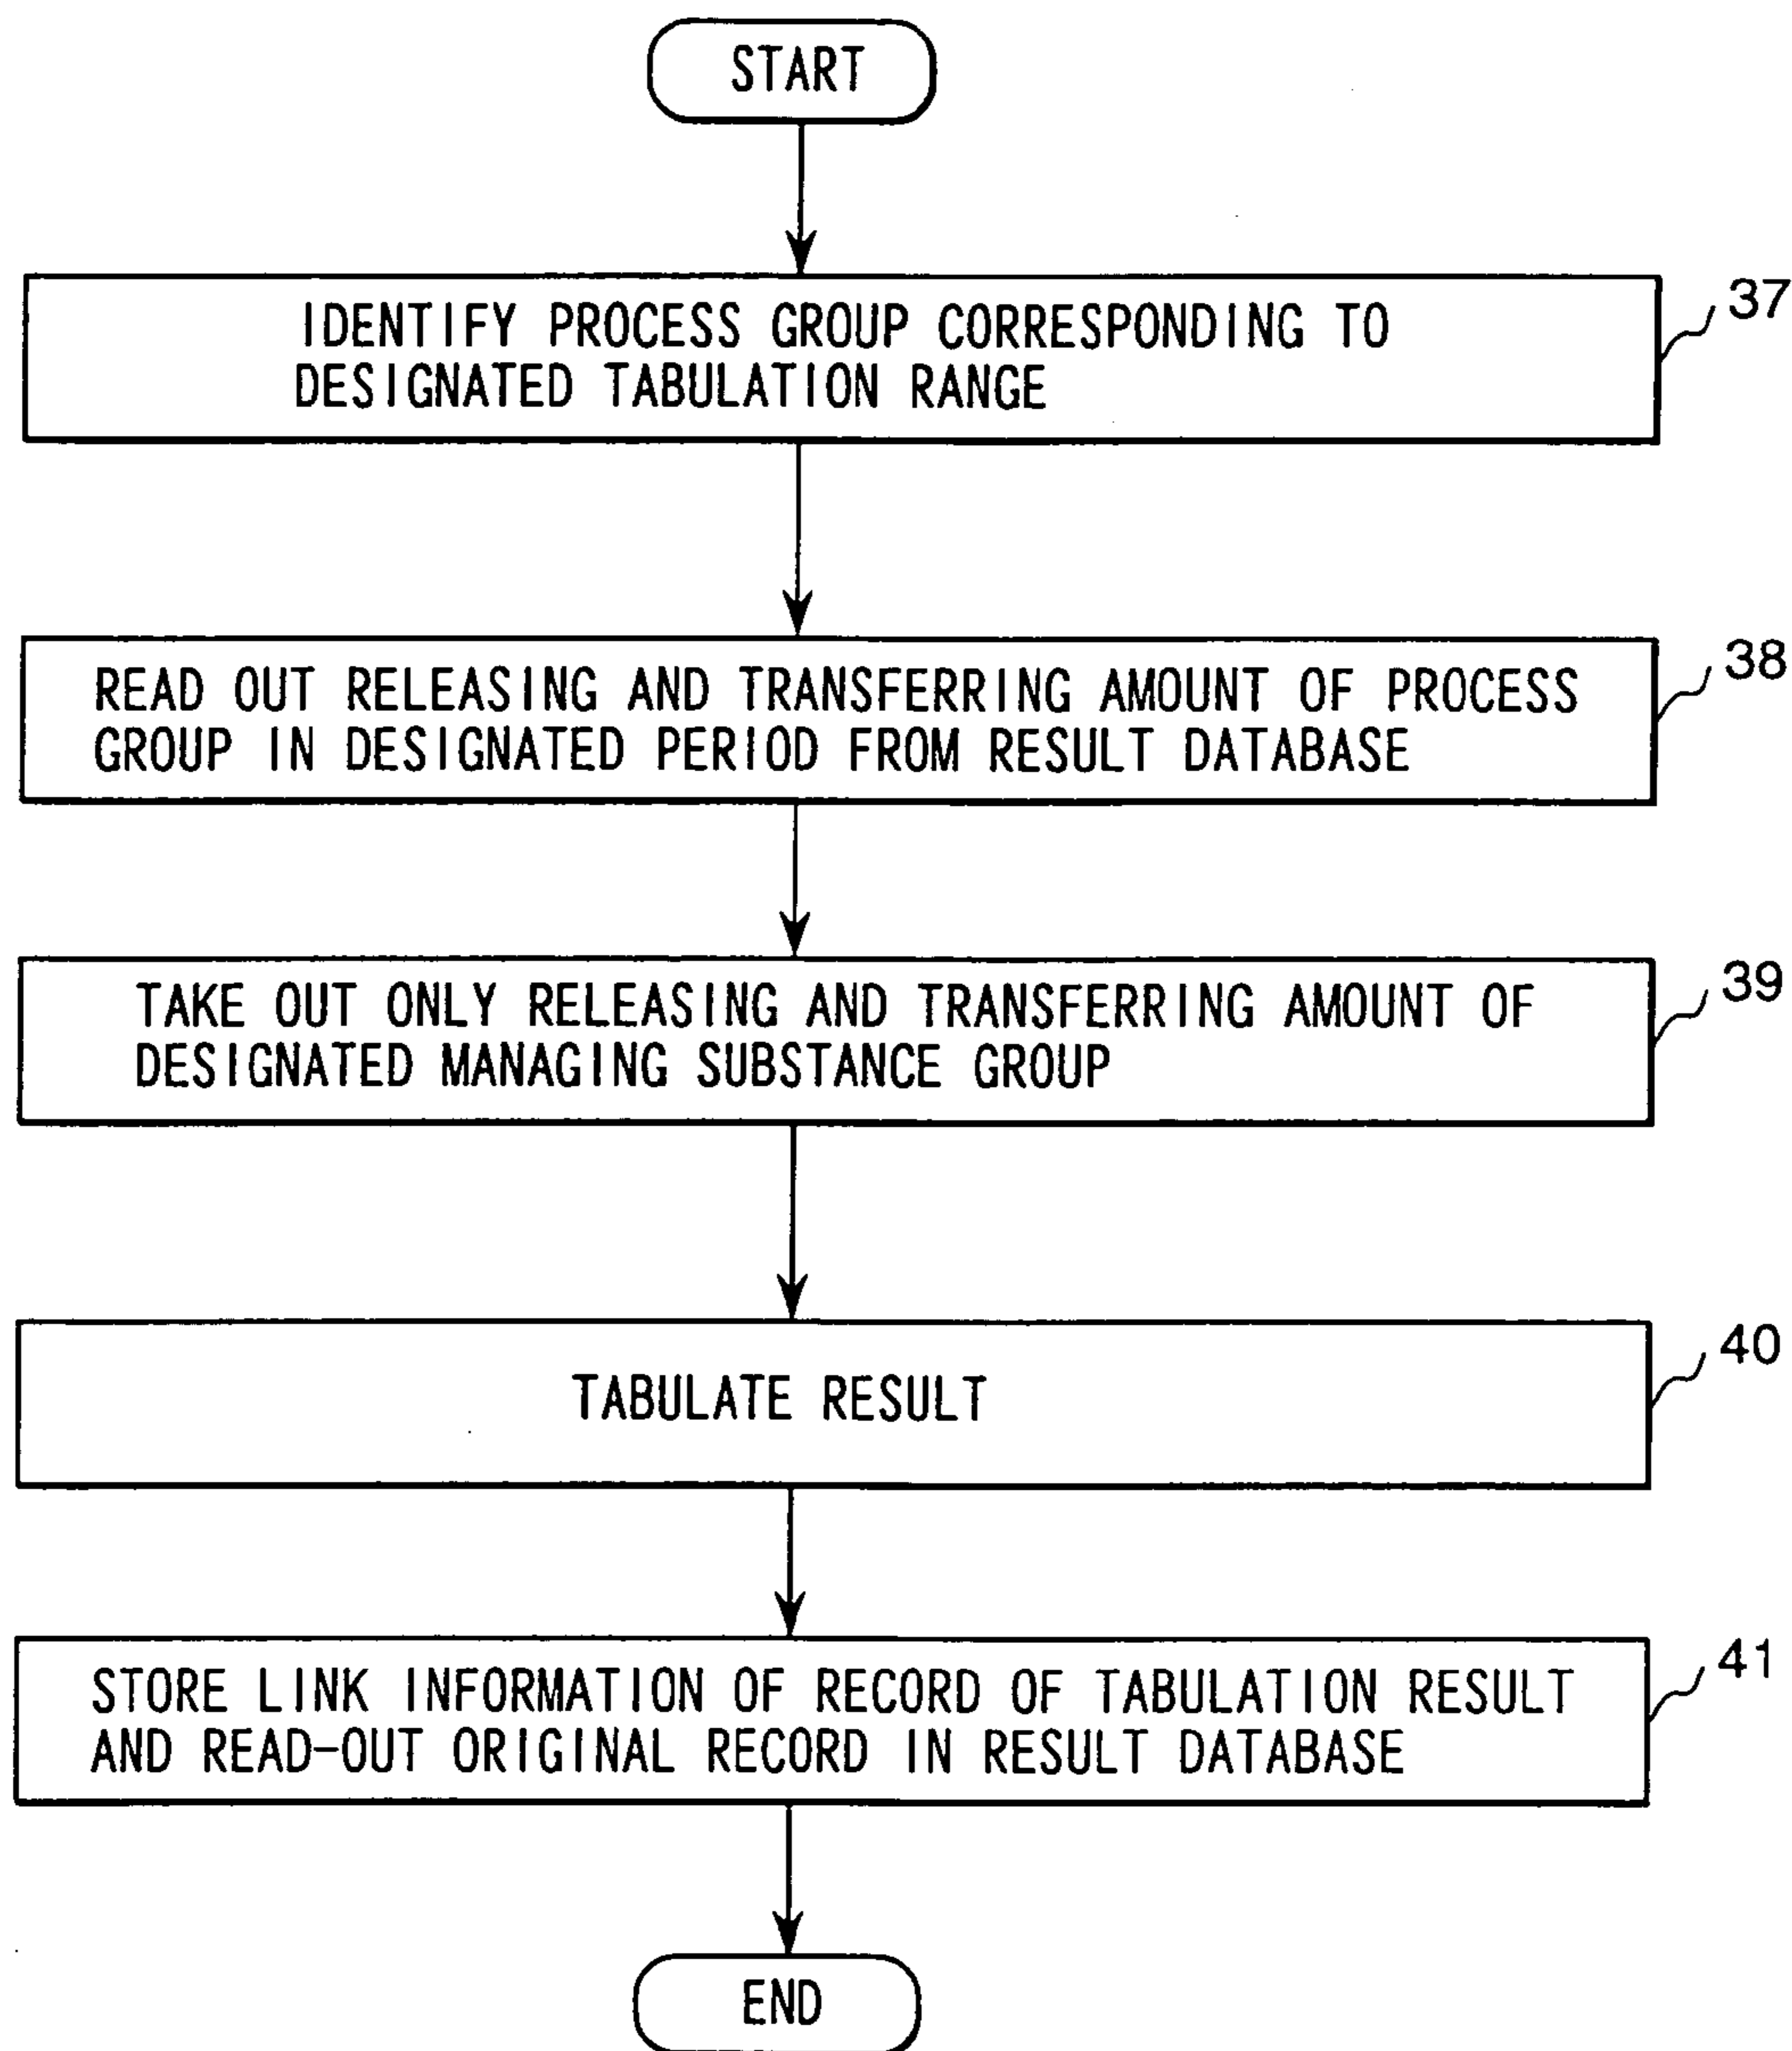 START
IDENTIFY PROCESS GROUP CORRESPONDING TO
DESIGNATED TABULATION RANGE
37
READ OUT RELEASING AND TRANSFERRING AMOUNT OF PROCESS
GROUP IN DESIGNATED PERIOD FROM RESULT DATABASE
38
TAKE OUT ONLY RELEASING AND TRANSFERRING AMOUNT OF
DESIGNATED MANAGING SUBSTANCE GROUP
39
TABULATE RESULT
40
STORE LINK INFORMATION OF RECORD OF TABULATION RESULT
AND READ-OUT ORIGINAL RECORD IN RESULT DATABASE
41
END